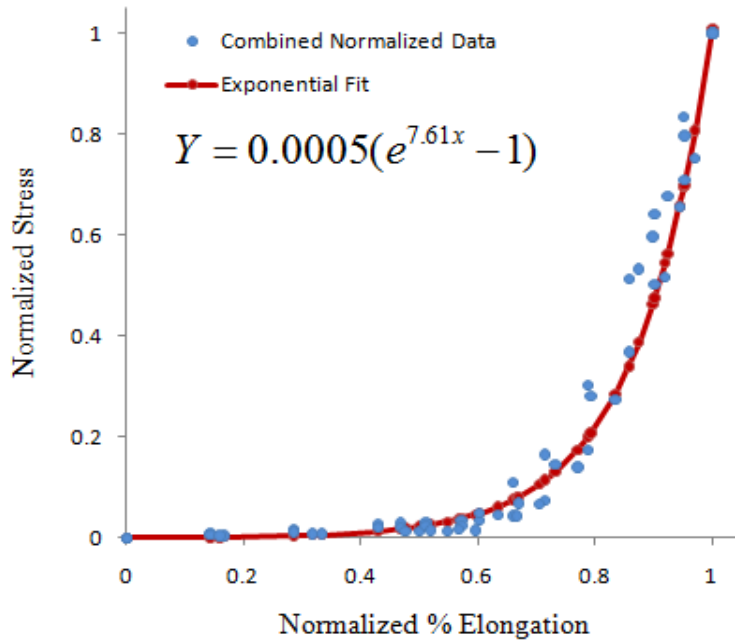 Combined Normalized Data
Exponential Fit
Y = 0.0005(e^{7.61x} − 1)
Normalized Stress
1
0.8
0.6
0.4
0.2
0
0 0.2 0.4 0.6 0.8 1
Normalized % Elongation